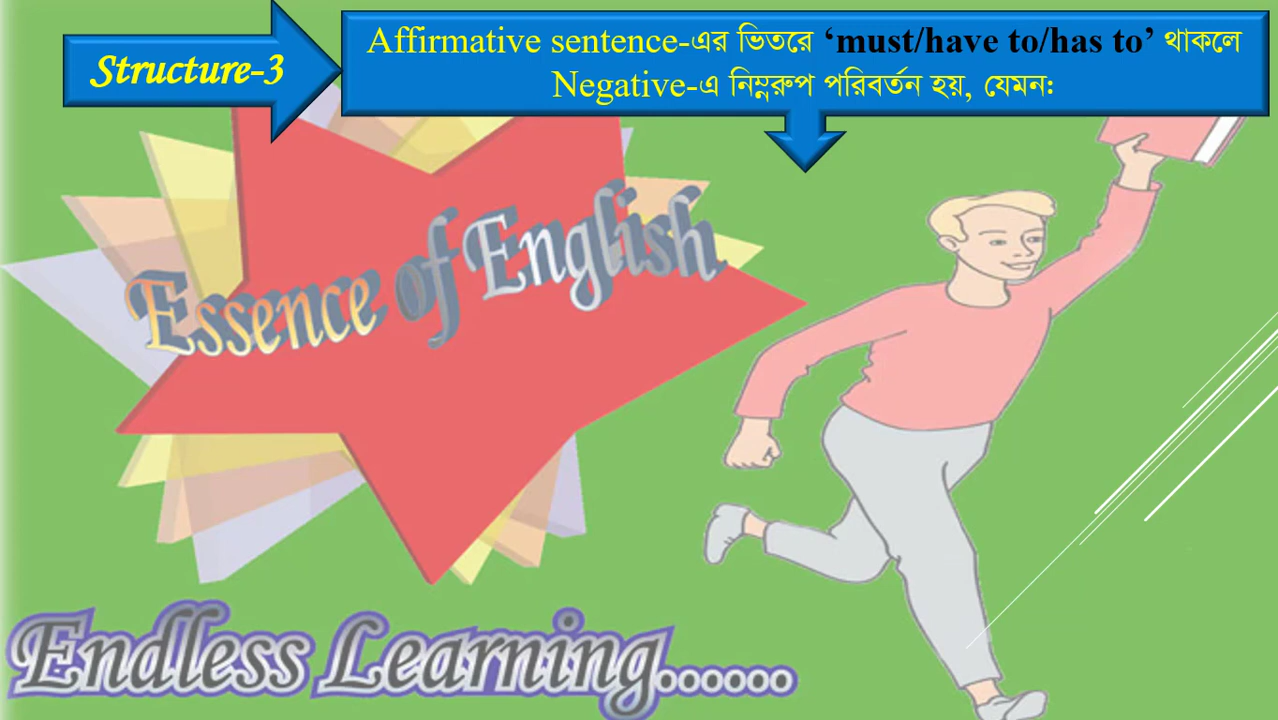 Structure-3
Affirmative sentence-এর ভিতরে ‘must/have to/has to’ থাকলে
Negative-এ নিম্নরুপ পরিবর্তন হয়, যেমন:
Essence of English
Endless Learning......